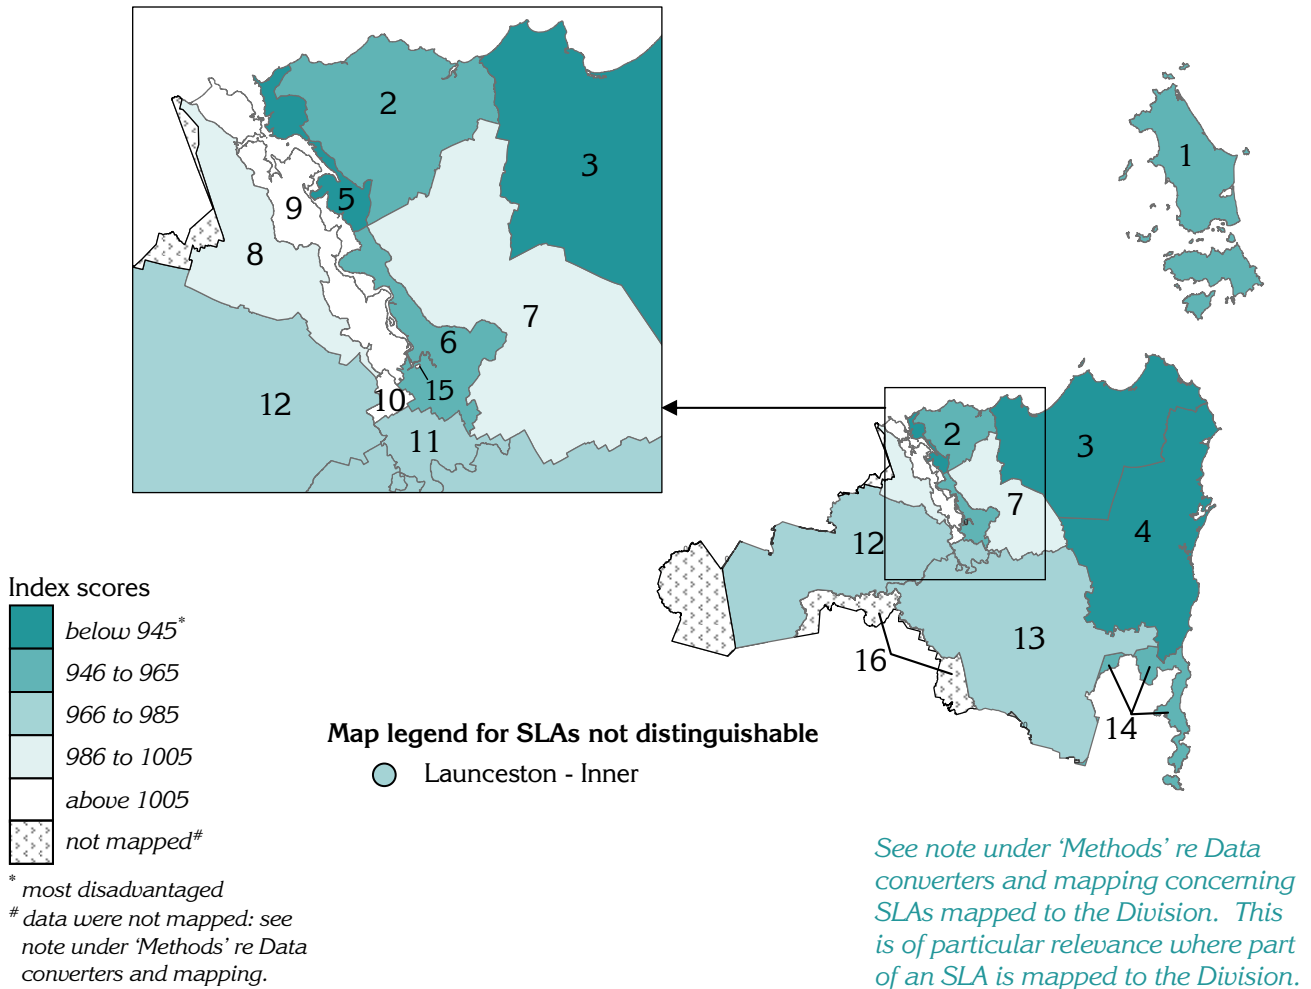 2
3
5
9
8
7
6
15
12
10
11
1
2
3
7
4
12
13
16
14
Index scores
below 945*
946 to 965
966 to 985
986 to 1005
above 1005
not mapped#
* most disadvantaged
# data were not mapped: see
note under ‘Methods’ re Data
converters and mapping.
Map legend for SLAs not distinguishable
Launceston - Inner
See note under ‘Methods’ re Data
converters and mapping concerning
SLAs mapped to the Division. This
is of particular relevance where part
of an SLA is mapped to the Division.